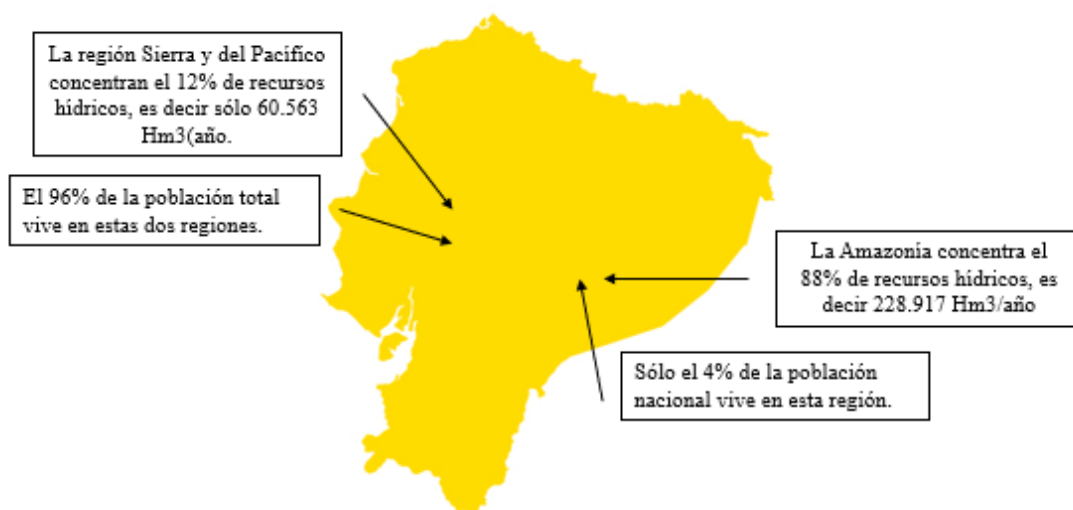 La región Sierra y del Pacífico
concentran el 12% de recursos
hídricos, es decir sólo 60.563
Hm3(año.
El 96% de la población total
vive en estas dos regiones.
La Amazonía concentra el
88% de recursos hídricos, es
decir 228.917 Hm3/año
Sólo el 4% de la población
nacional vive en esta región.